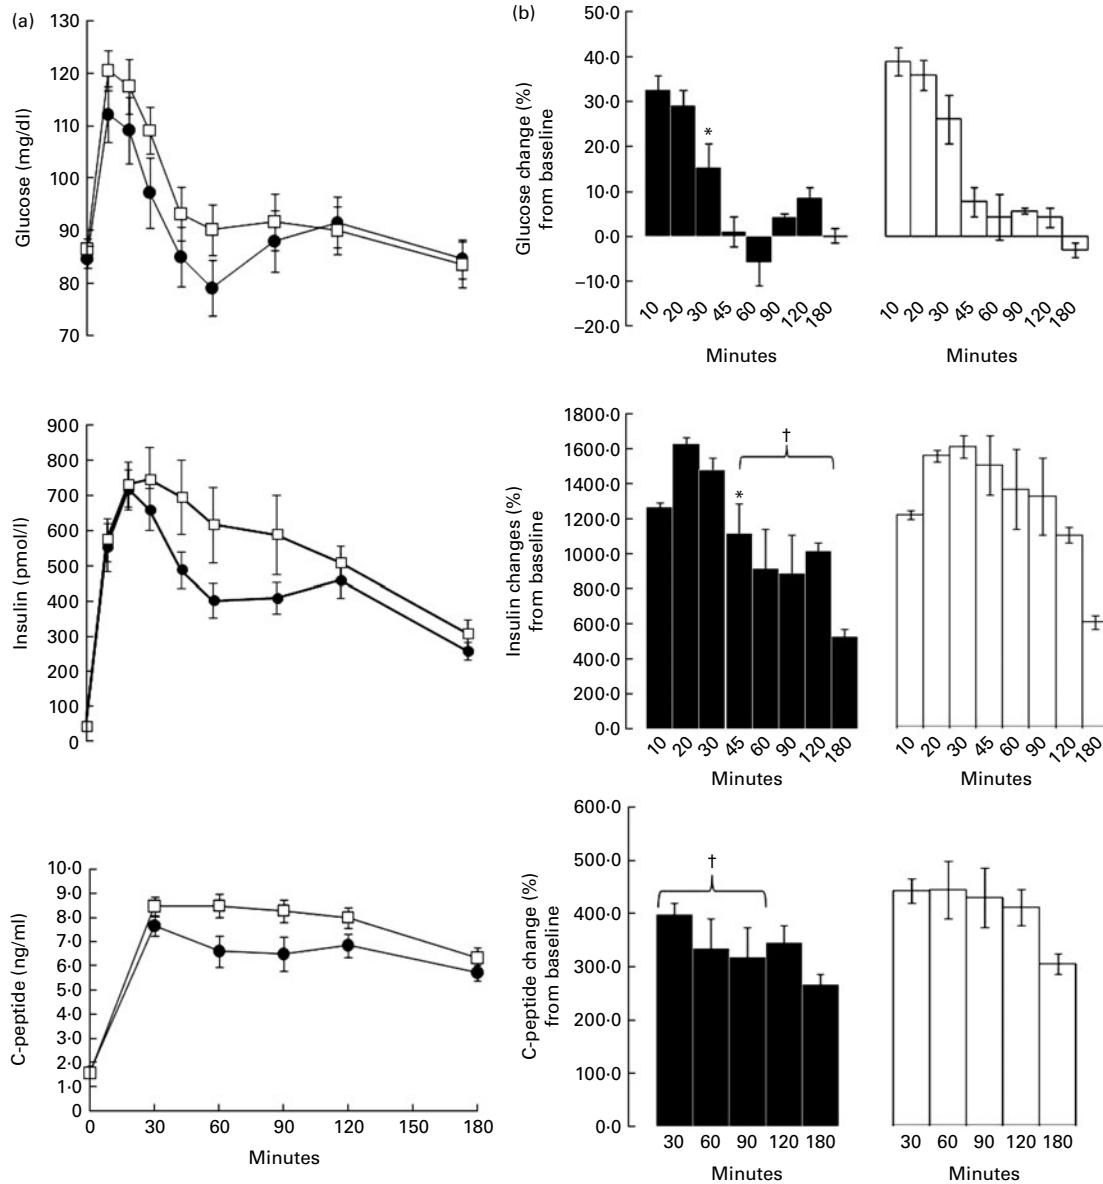 (a)
Glucose (mg/dl)
130
120
110
100
90
80
70
(b)
Glucose change (%)
from baseline
50·0
40·0
30·0
20·0
10·0
0·0
–10·0
–20·0
*
10 20 30 45 60 90 120 180
Minutes
10 20 30 45 60 90 120 180
Minutes
Insulin (pmol/l)
900
800
700
600
500
400
300
200
100
0
Insulin changes (%)
from baseline
1800·0
1600·0
1400·0
1200·0
1000·0
800·0
600·0
400·0
200·0
0·0
†
*
10 20 30 45 60 90 120 180
Minutes
10 20 30 45 60 90 120 180
Minutes
C-peptide (ng/ml)
10·0
9·0
8·0
7·0
6·0
5·0
4·0
3·0
2·0
1·0
0
0 30 60 90 120 150 180
Minutes
C-peptide change (%)
from baseline
600·0
500·0
400·0
300·0
200·0
100·0
0·0
†
30 60 90 120 180
Minutes
30 60 90 120 180
Minutes